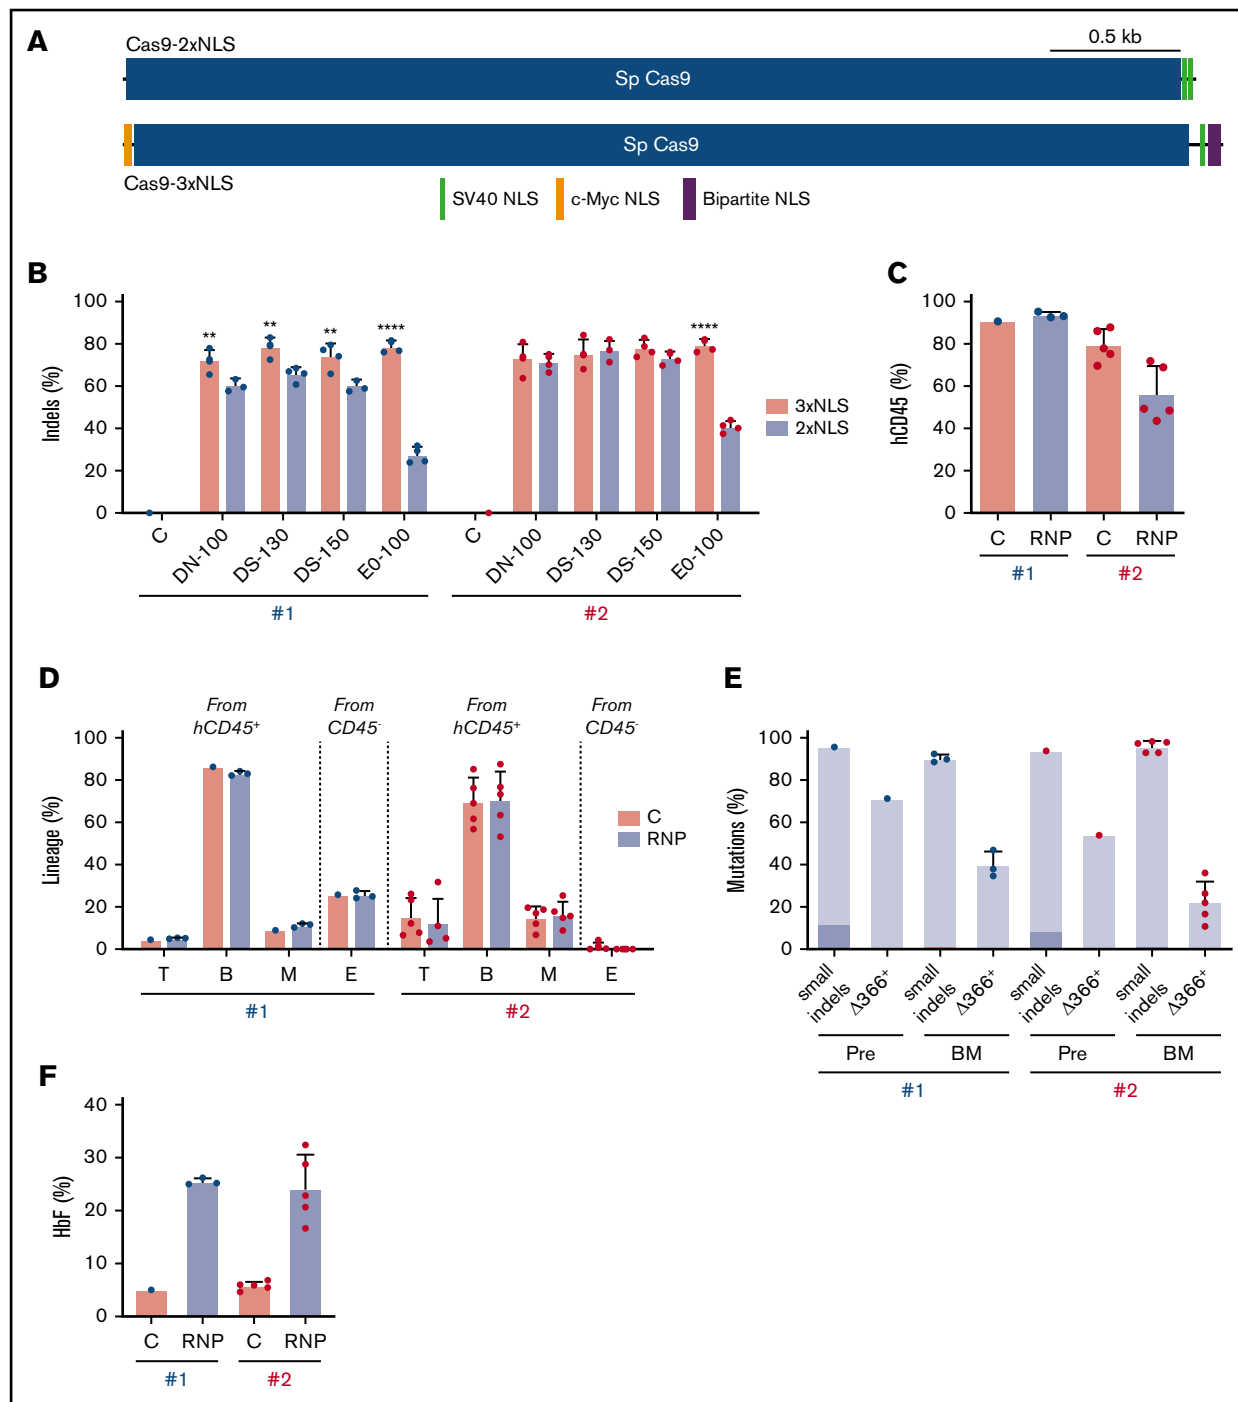 A
Cas9-2xNLS
0.5 kb
Sp Cas9
Sp Cas9
Cas9-3xNLS
SV40 NLS
c-Myc NLS
Bipartite NLS
B
Indels (%)
100
80
60
40
20
0
** ** ** **** ****
3xNLS
2xNLS
C DN-100 DS-130 DS-150 E0-100 C DN-100 DS-130 DS-150 E0-100
#1 #2
C
hCD45 (%)
100
80
60
40
20
0
C RNP C RNP
#1 #2
D
From hCD45+
From CD45-
From hCD45+
From CD45-
Lineage (%)
100
80
60
40
20
0
C
RNP
T B M E T B M E
#1 #2
E
Mutations (%)
100
80
60
40
20
0
small indels Δ366+ small indels Δ366+ small indels Δ366+ small indels Δ366+
Pre BM Pre BM
#1 #2
F
HbF (%)
40
30
20
10
0
C RNP C RNP
#1 #2